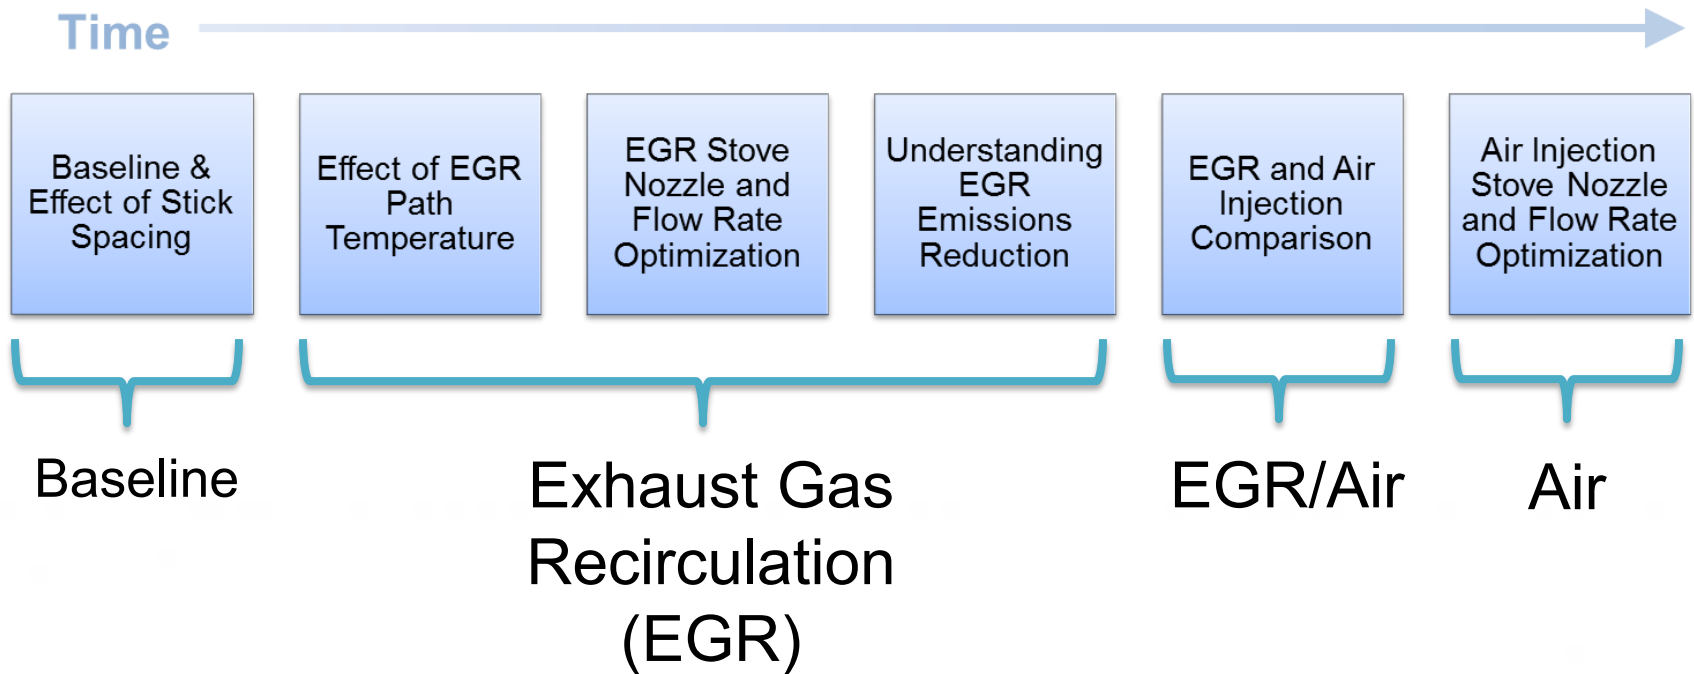 Time
Baseline &
Effect of Stick
Spacing
Effect of EGR
Path
Temperature
EGR Stove
Nozzle and
Flow Rate
Optimization
Understanding
EGR
Emissions
Reduction
EGR and Air
Injection
Comparison
Air Injection
Stove Nozzle
and Flow Rate
Optimization
Baseline
Exhaust Gas
Recirculation
(EGR)
EGR/Air
Air